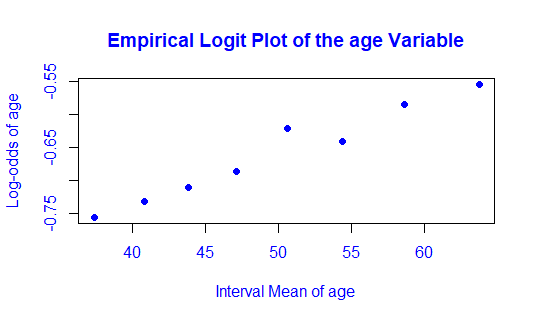 Empirical Logit Plot of the age Variable
Log-odds of age
-0.55
-0.65
-0.75
40 45 50 55 60
Interval Mean of age